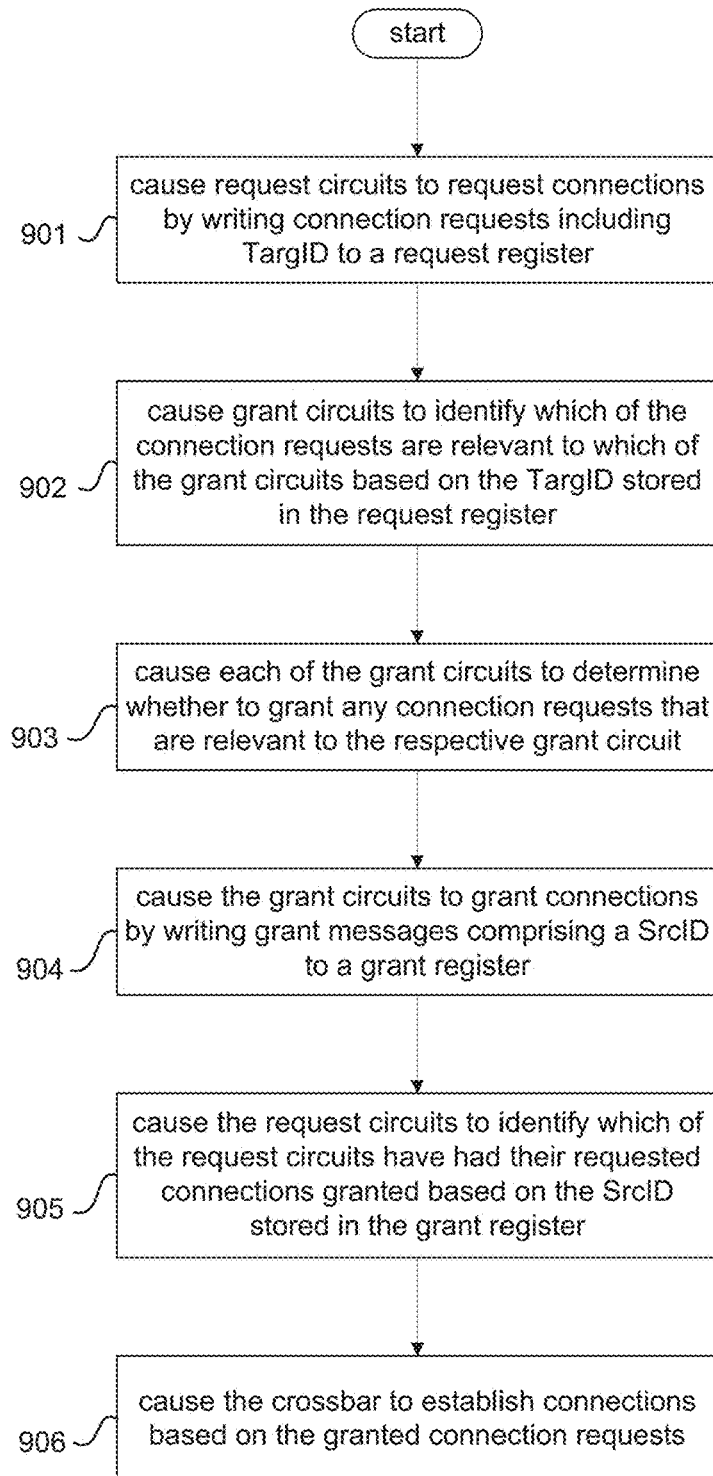 start
cause request circuits to request connections
by writing connection requests including
TargID to a request register
901
cause grant circuits to identify which of the
connection requests are relevant to which of
the grant circuits based on the TargID stored
in the request register
902
cause each of the grant circuits to determine
whether to grant any connection requests that
are relevant to the respective grant circuit
903
cause the grant circuits to grant connections
by writing grant messages comprising a SrcID
to a grant register
904
cause the request circuits to identify which of
the request circuits have had their requested
connections granted based on the SrcID
stored in the grant register
905
cause the crossbar to establish connections
based on the granted connection requests
906